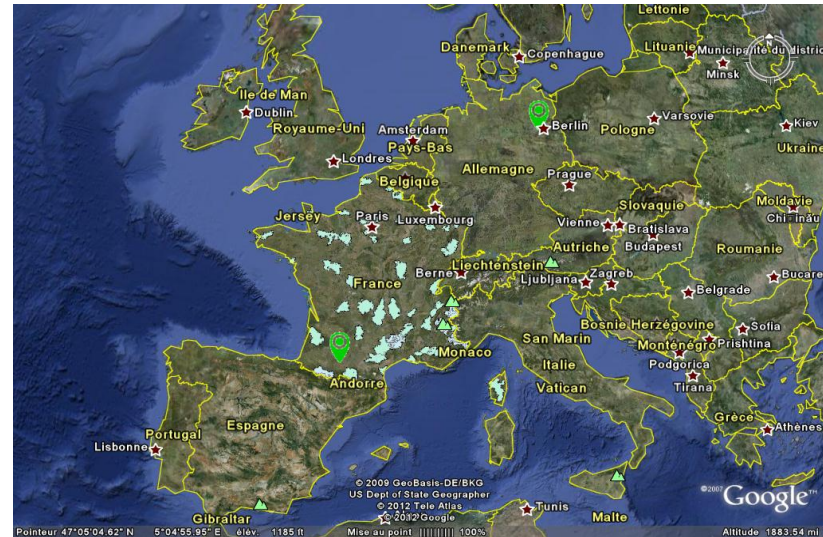 Lettonie
Danemark
Copenhague
Lituanie
Municipalité du distric
Minsk
Ile de Man
Dublin
Royaume-Uni
Amsterdam
Pays-Bas
Berlin
Pologne
Varsovie
Kiev
Ukraine
Londres
Allemagne
Belgique
Prague
Jersey
Paris
Luxembourg
Slovaquie
Moldavie
Vienne
Bratislava
Budapest
Autriche
Roumanie
France
Berne
Liechtenstein
Ljubljana
Zagreb
Belgrade
Bucare
Bosnie Herzégovine
San Marin
Sofia
Monténégro
Prishtina
Monaco
Italie
Podgorica
Andorre
Vatican
Tirana
Espagne
Grèce
Portugal
Athènes
Lisbonne
© 2009 GeoBasis-DE/BKG
US Dept of State Geographer
© 2012 Tele Atlas
© 2012 Google
©2007 Google™
Gibraltar
Tunis
Malte
Pointeur 47°05'04.62" N 5°04'55.95" E élév. 1185 ft
Mise au point 100%
Altitude 1883.54 mi